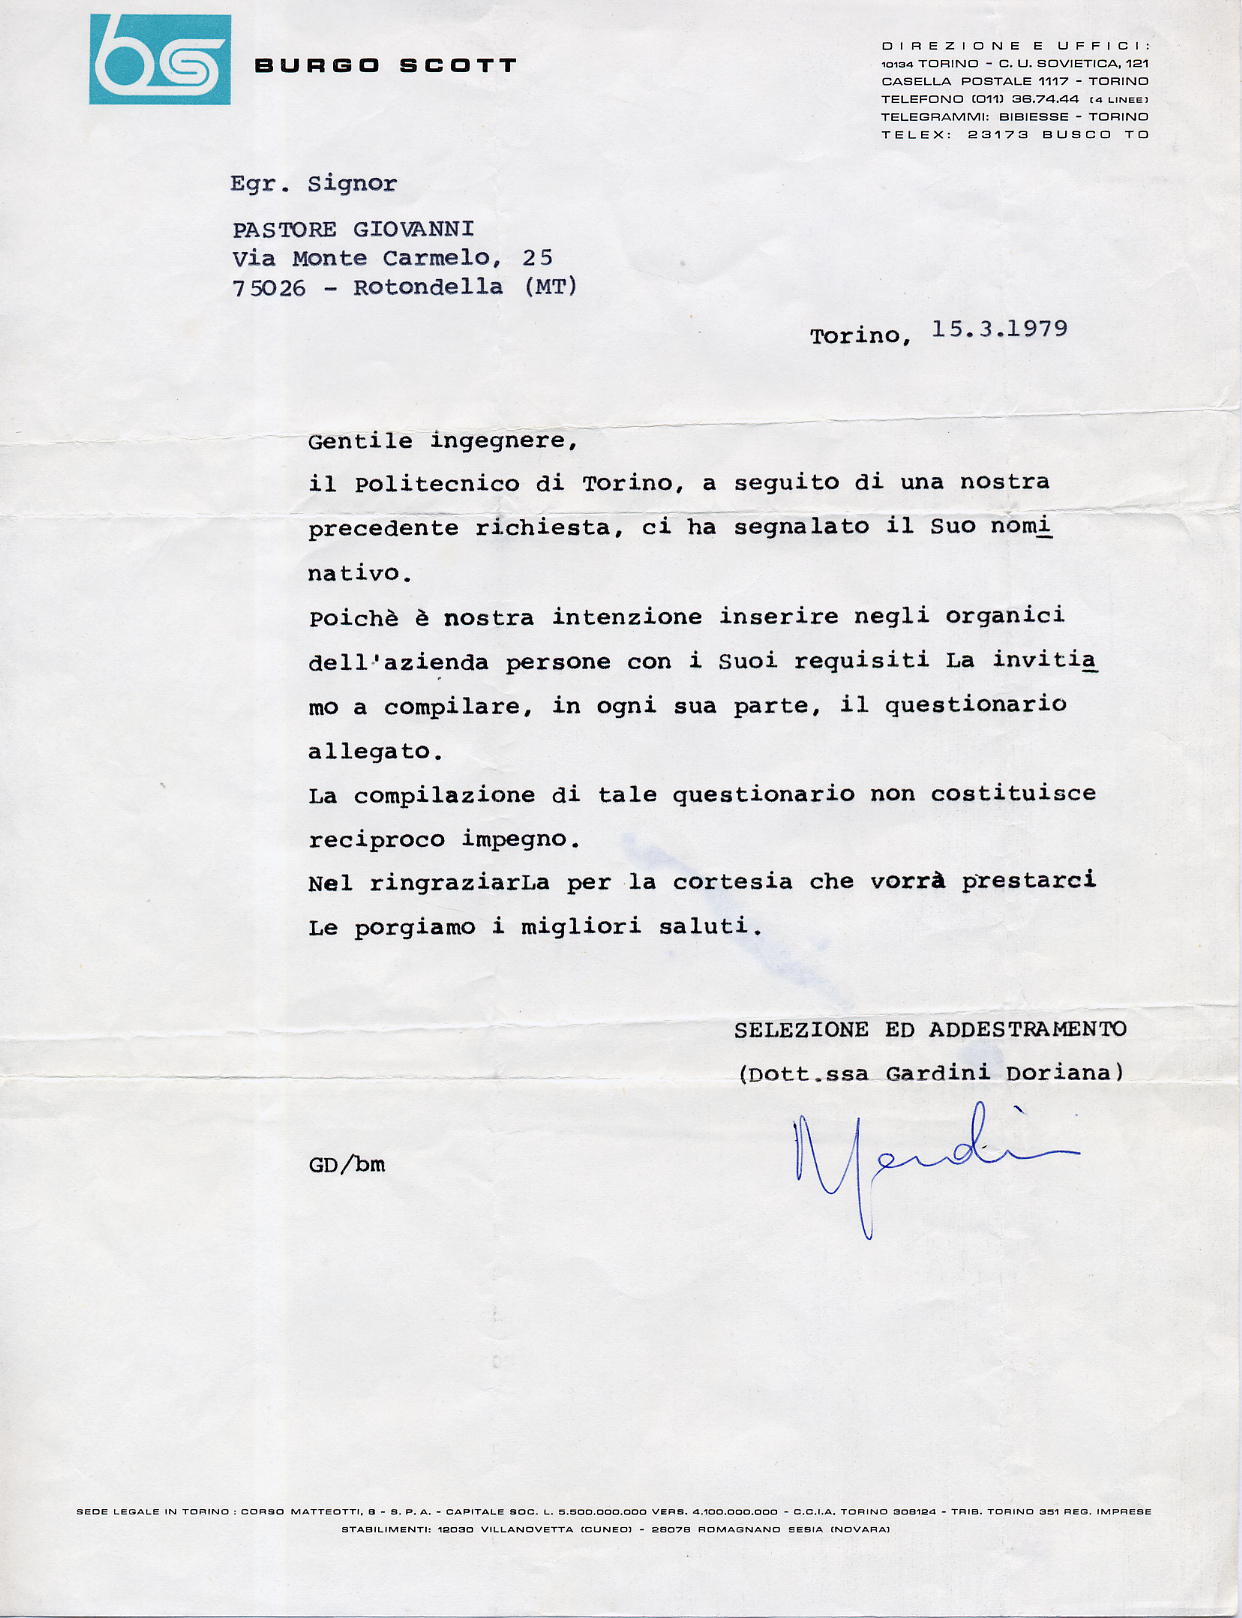 bs
BURGO SCOTT
DIREZIONE E UFFICI:
10134 TORINO - C. U. SOVIETICA, 121
CASELLA POSTALE 1117 - TORINO
TELEFONO (011) 36.74.44 (4 LINEE)
TELEGRAMMI: BIBIESSE - TORINO
TELEX: 23173 BUSCO TO
Egr. Signor
PASTORE GIOVANNI
Via Monte Carmelo, 25
75026 - Rotondella (MT)
Torino, 15.3.1979
Gentile ingegnere,
il Politecnico di Torino, a seguito di una nostra
precedente richiesta, ci ha segnalato il Suo nomi
nativo.
Poichè è nostra intenzione inserire negli organici
dell'azienda persone con i Suoi requisiti La invitia
mo a compilare, in ogni sua parte, il questionario
allegato.
La compilazione di tale questionario non costituisce
reciproco impegno.
Nel ringraziarLa per la cortesia che vorrà prestarci
Le porgiamo i migliori saluti.
SELEZIONE ED ADDESTRAMENTO
(Dott.ssa Gardini Doriana)
GD/bm
SEDE LEGALE IN TORINO : CORSO MATTEOTTI, 8 - S. P. A. - CAPITALE SOC. L. 5.500.000.000 VERS. 4.100.000.000 - C.C.I.A. TORINO 308124 - TRIB. TORINO 351 REG. IMPRESE
STABILIMENTI: 12030 VILLANOVETTA (CUNEO) - 28078 ROMAGNANO SESIA (NOVARA)